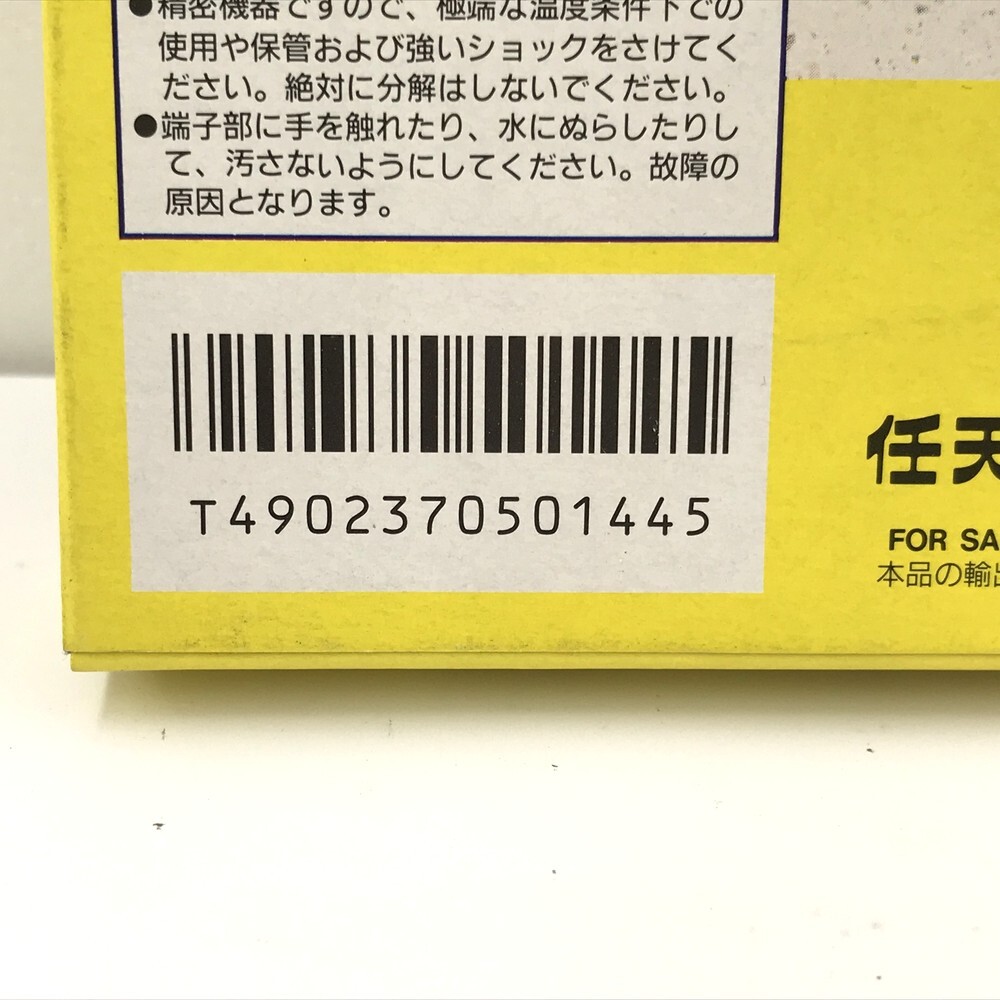 ●精密機器ですので、極端な温度条件下での
使用や保管および強いショックをさけてく
ださい。絶対に分解はしないでください。
●端子部に手を触れたり、水にぬらしたりし
て、汚さないようにしてください。故障の
原因となります。
T4902370501445
任天
FOR SA
本品の輸出